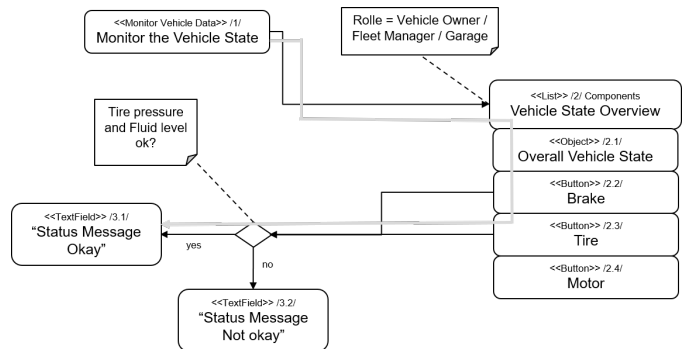 <<Monitor Vehicle Data>> /1/
Monitor the Vehicle State
Rolle = Vehicle Owner /
Fleet Manager / Garage
<<List>> /2/ Components
Vehicle State Overview
Tire pressure
and Fluid level
ok?
<<Object>> /2.1/
Overall Vehicle State
<<Button>> /2.2/
Brake
<<TextField>> /3.1/
“Status Message
Okay”
yes
<<Button>> /2.3/
Tire
no
<<Button>> /2.4/
Motor
<<TextField>> /3.2/
“Status Message
Not okay”